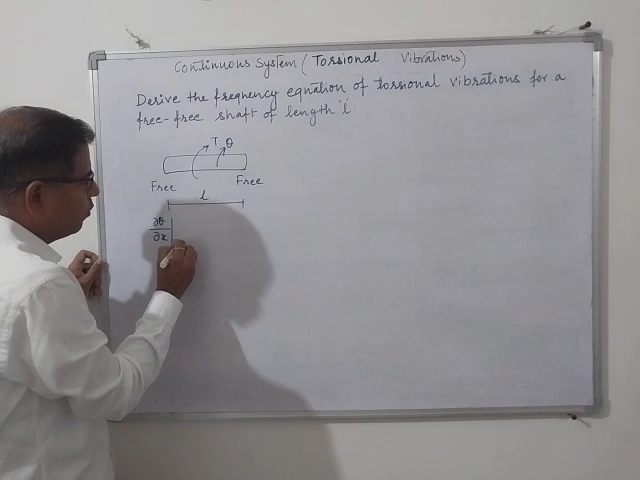 Continuous System (Torsional Vibrations)
Derive the frequency equation of torsional vibrations for a
free-free shaft of length 'l'.
T θ
Free Free
l
∂θ
∂x